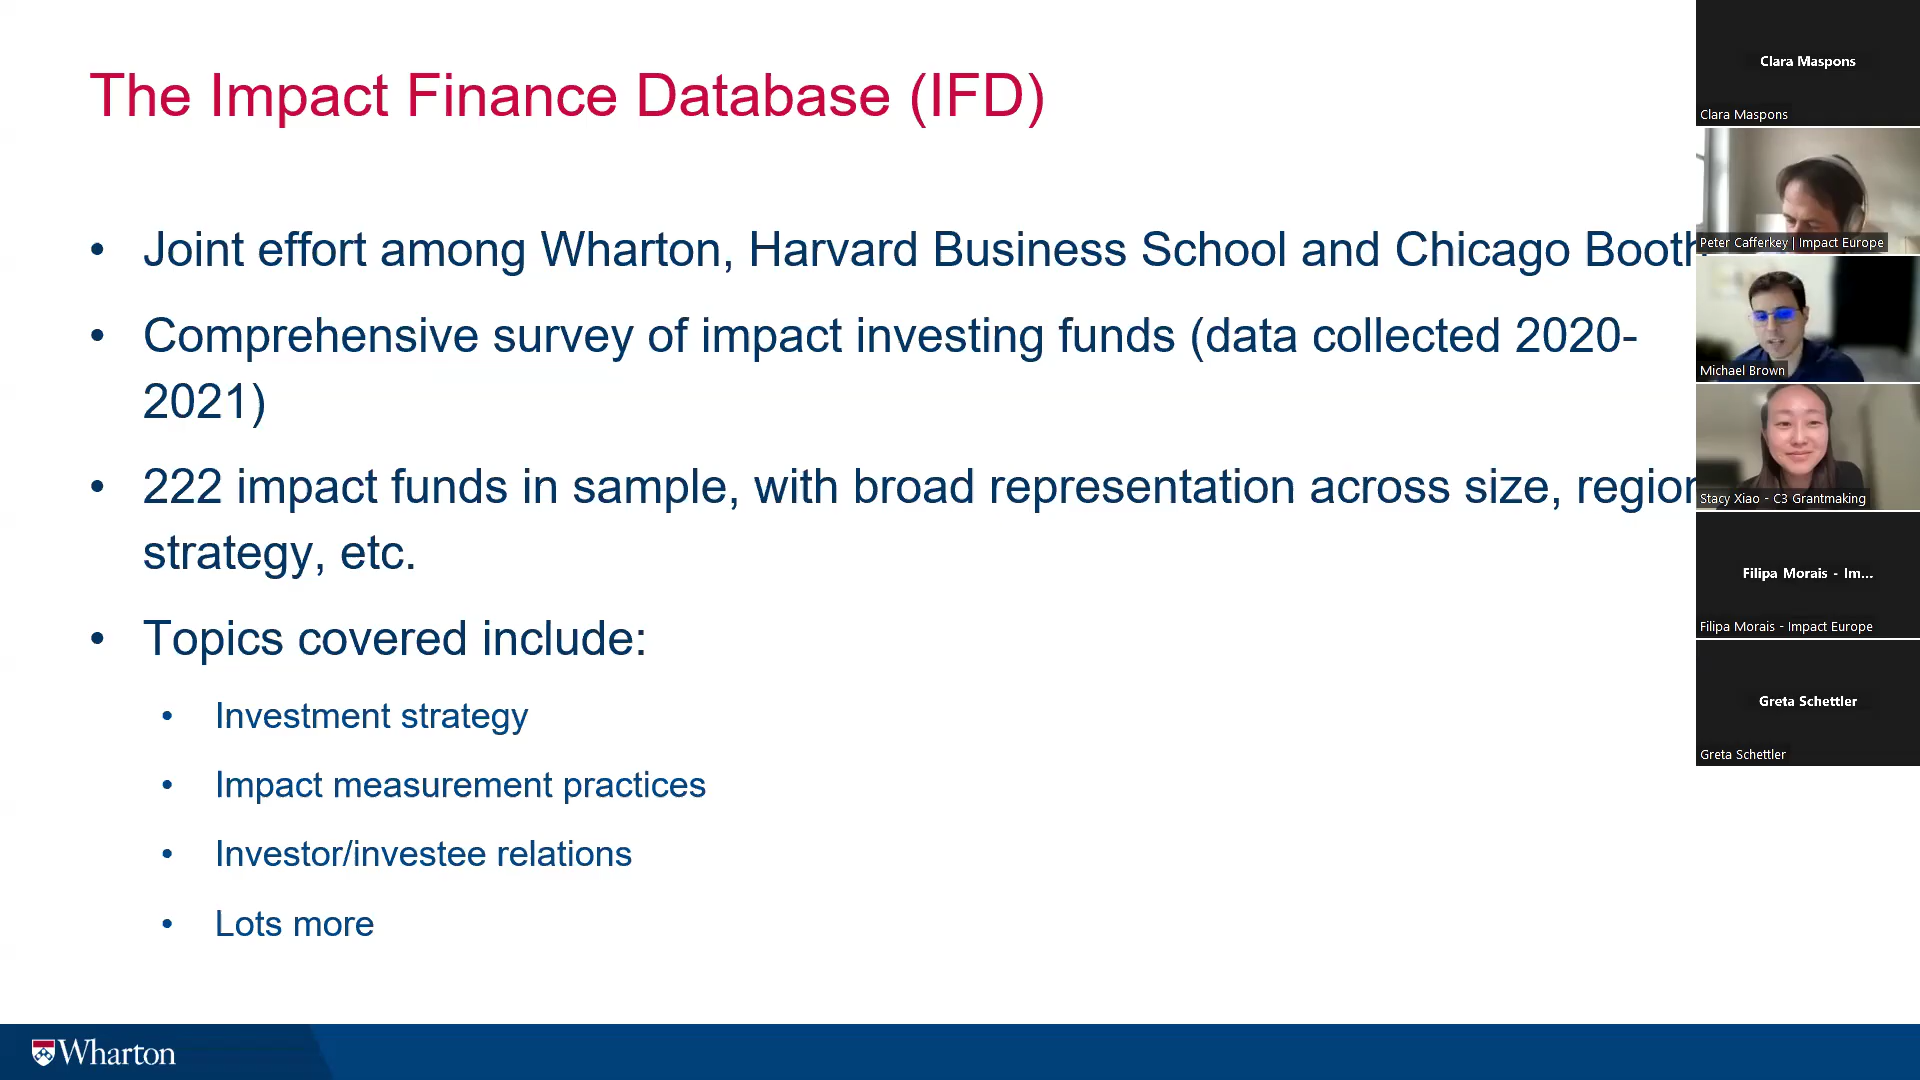 The Impact Finance Database (IFD)
• Joint effort among Wharton, Harvard Business School and Chicago Booth
• Comprehensive survey of impact investing funds (data collected 2020-
2021)
• 222 impact funds in sample, with broad representation across size, region
strategy, etc.
• Topics covered include:
• Investment strategy
• Impact measurement practices
• Investor/investee relations
• Lots more
Wharton
Clara Maspons
Clara Maspons
Peter Cafferkey | Impact Europe
Michael Brown
Stacy Xiao - C3 Grantmaking
Filipa Morais - Im...
Filipa Morais - Impact Europe
Greta Schettler
Greta Schettler